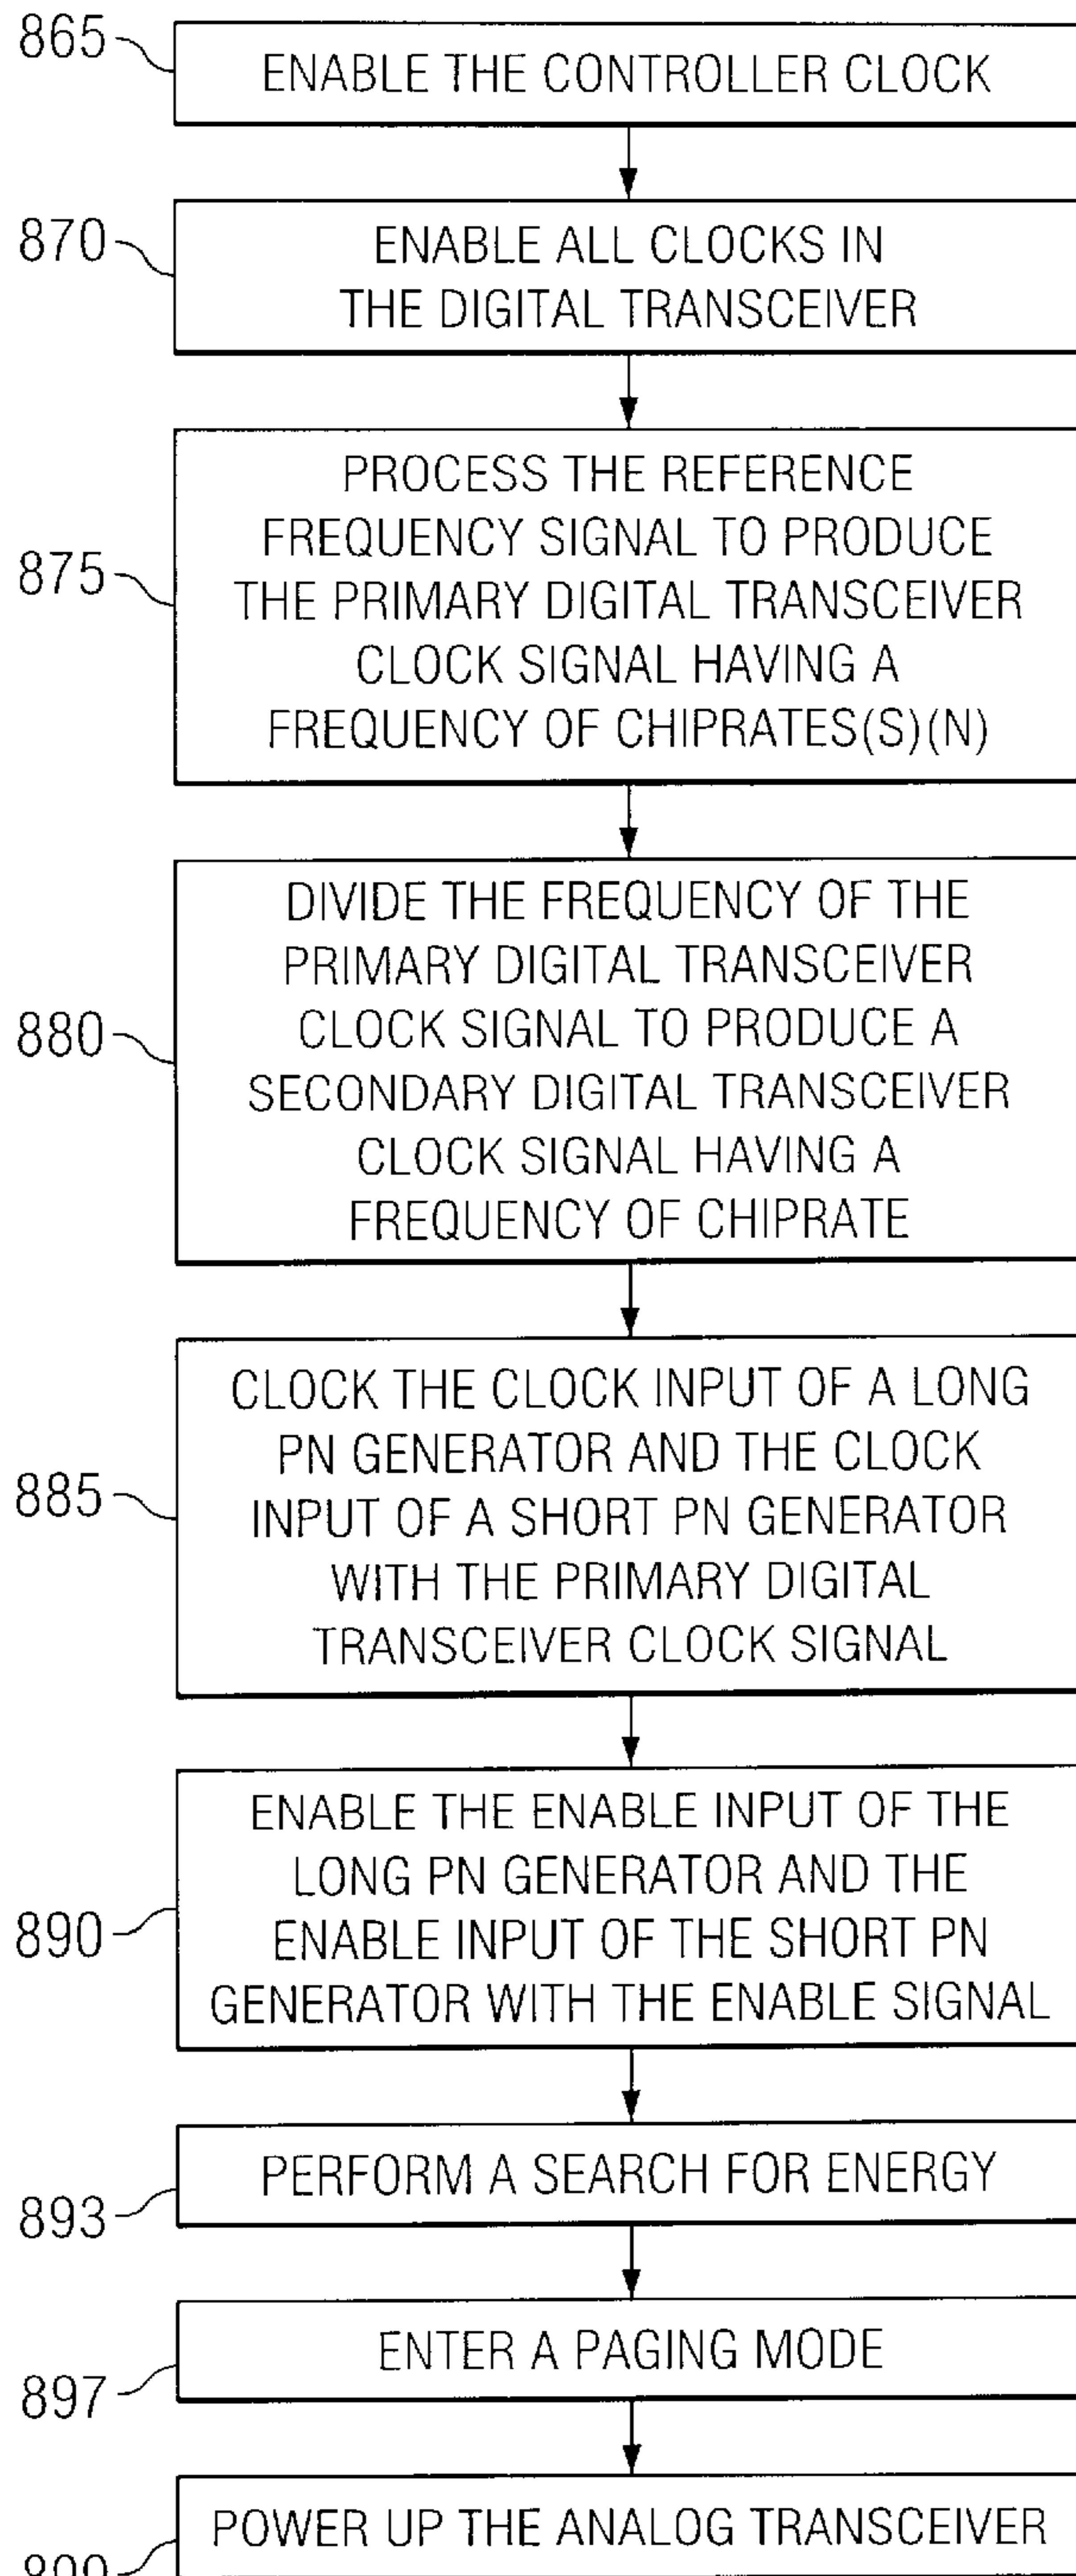 865
ENABLE THE CONTROLLER CLOCK
870
ENABLE ALL CLOCKS IN
THE DIGITAL TRANSCEIVER
875
PROCESS THE REFERENCE
FREQUENCY SIGNAL TO PRODUCE
THE PRIMARY DIGITAL TRANSCEIVER
CLOCK SIGNAL HAVING A
FREQUENCY OF CHIPRATES(S)(N)
880
DIVIDE THE FREQUENCY OF THE
PRIMARY DIGITAL TRANSCEIVER
CLOCK SIGNAL TO PRODUCE A
SECONDARY DIGITAL TRANSCEIVER
CLOCK SIGNAL HAVING A
FREQUENCY OF CHIPRATE
885
CLOCK THE CLOCK INPUT OF A LONG
PN GENERATOR AND THE CLOCK
INPUT OF A SHORT PN GENERATOR
WITH THE PRIMARY DIGITAL
TRANSCEIVER CLOCK SIGNAL
890
ENABLE THE ENABLE INPUT OF THE
LONG PN GENERATOR AND THE
ENABLE INPUT OF THE SHORT PN
GENERATOR WITH THE ENABLE SIGNAL
893
PERFORM A SEARCH FOR ENERGY
897
ENTER A PAGING MODE
POWER UP THE ANALOG TRANSCEIVER